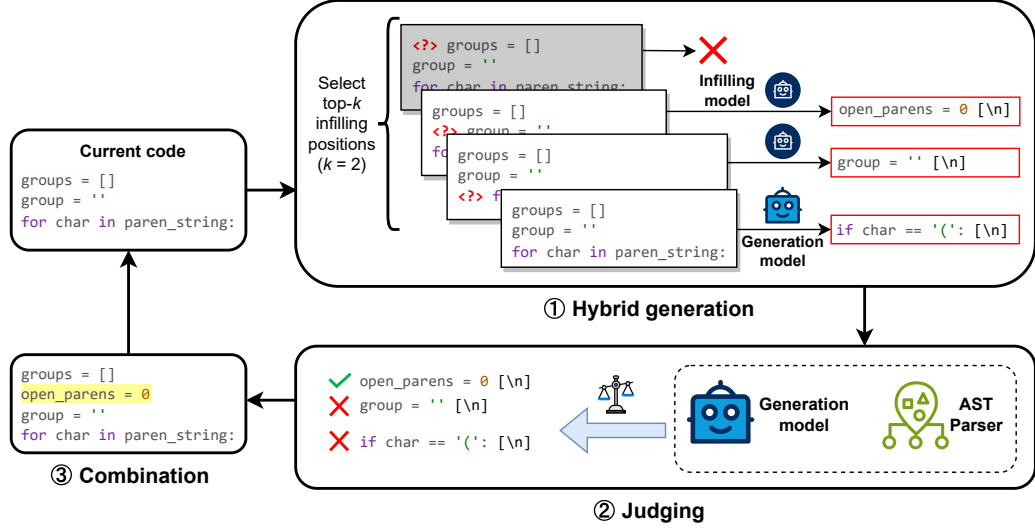 Current code
groups = []
group = ''
for char in paren_string:
Select
top-k
infilling
positions
(k = 2)
<?> groups = []
group = ''
for char in paren_string:
groups = []
<?> group = ''
fo
groups = []
group = ''
<?> f
groups = []
group = ''
for char in paren_string:
Infilling
model
Generation
model
open_parens = 0 [\n]
group = '' [\n]
if char == '(': [\n]
① Hybrid generation
open_parens = 0 [\n]
group = '' [\n]
if char == '(': [\n]
Generation
model
AST
Parser
② Judging
groups = []
open_parens = 0
group = ''
for char in paren_string:
③ Combination